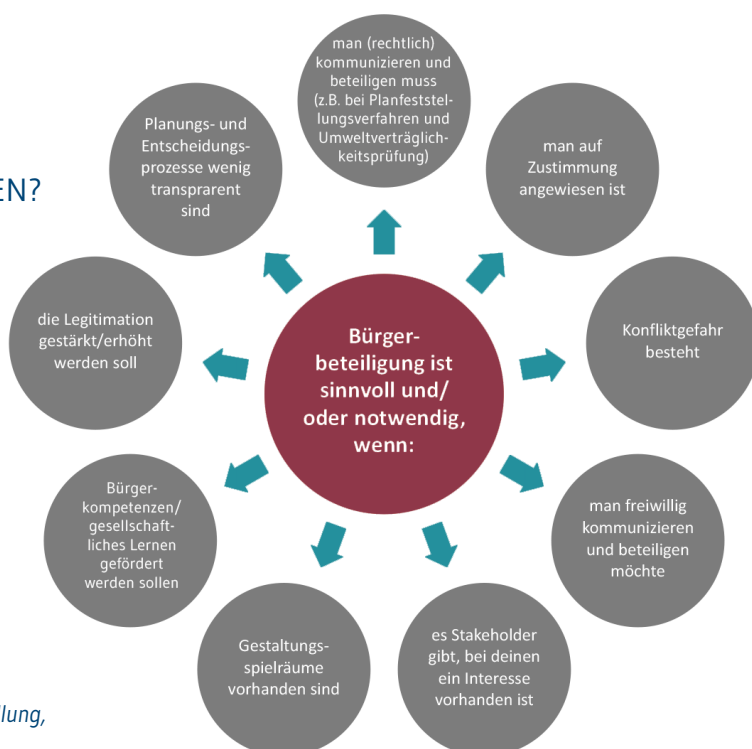 EN?
man (rechtlich)
kommunizieren und
beteiligen muss
(z.B. bei Planfeststel-
lungsverfahren und
Umweltverträglich-
keitsprüfung)
man auf
Zustimmung
angewiesen ist
Konfliktgefahr
besteht
man freiwillig
kommunizieren
und beteiligen
möchte
es Stakeholder
gibt, bei deinen
ein Interesse
vorhanden ist
Gestaltungs-
spielräume
vorhanden sind
Bürger-
kompetenzen/
gesellschaft-
liches Lernen
gefördert
werden sollen
die Legitimation
gestärkt/erhöht
werden soll
Planungs- und
Entscheidungs-
prozesse wenig
transprarent
sind
Bürger-
beteiligung ist
sinnvoll und/
oder notwendig,
wenn:
llung,